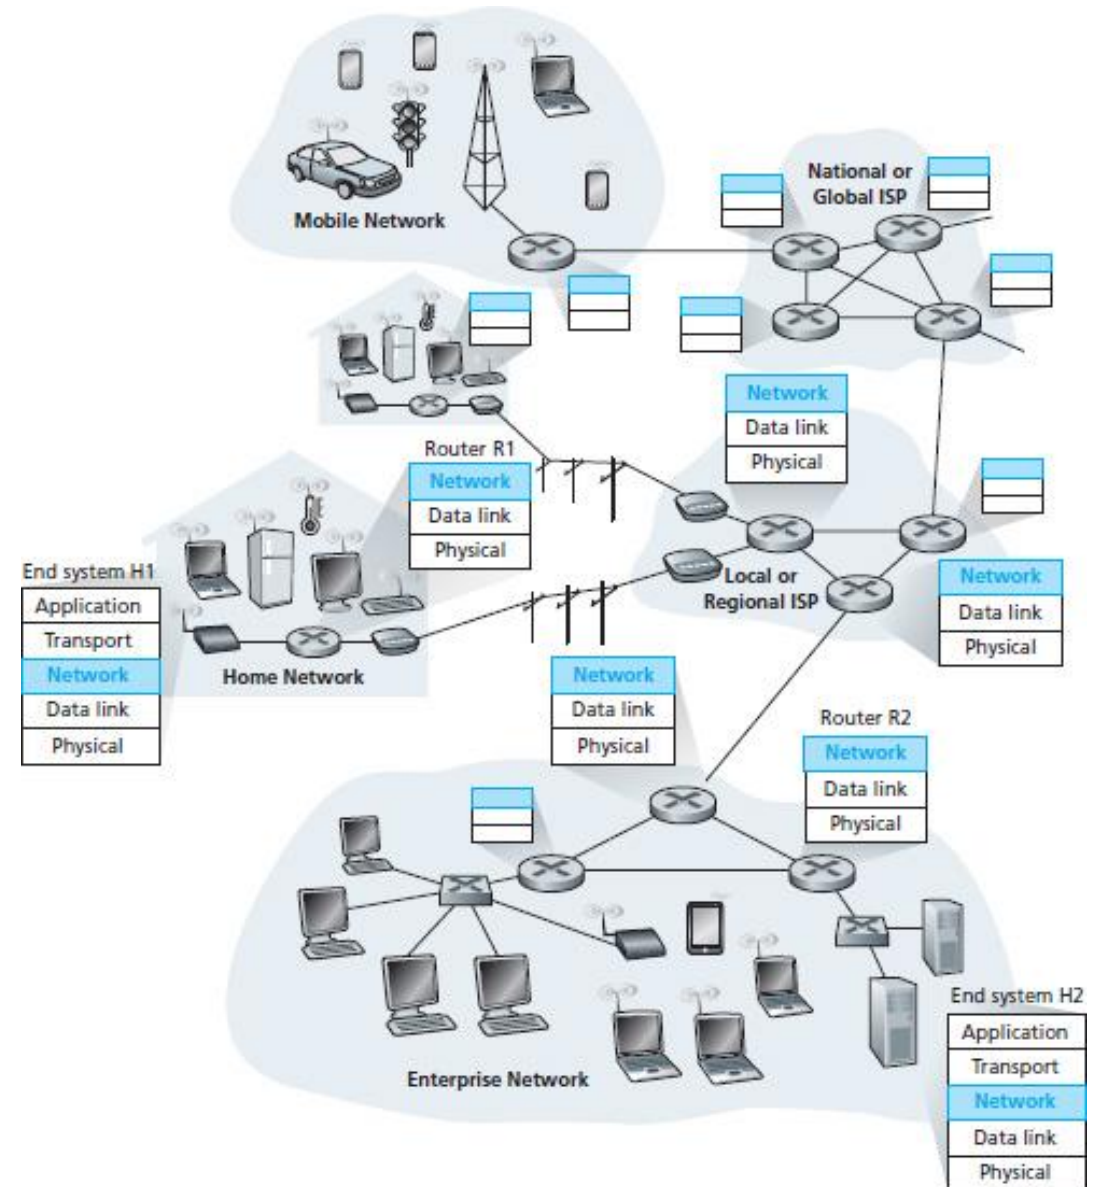 National or
Global ISP
Mobile Network
Network
Data link
Physical
Router R1
Network
Data link
Physical
End system H1
Application
Transport
Network
Data link
Physical
Home Network
Local or
Regional ISP
Network
Data link
Physical
Network
Data link
Physical
Router R2
Network
Data link
Physical
Enterprise Network
End system H2
Application
Transport
Network
Data link
Physical